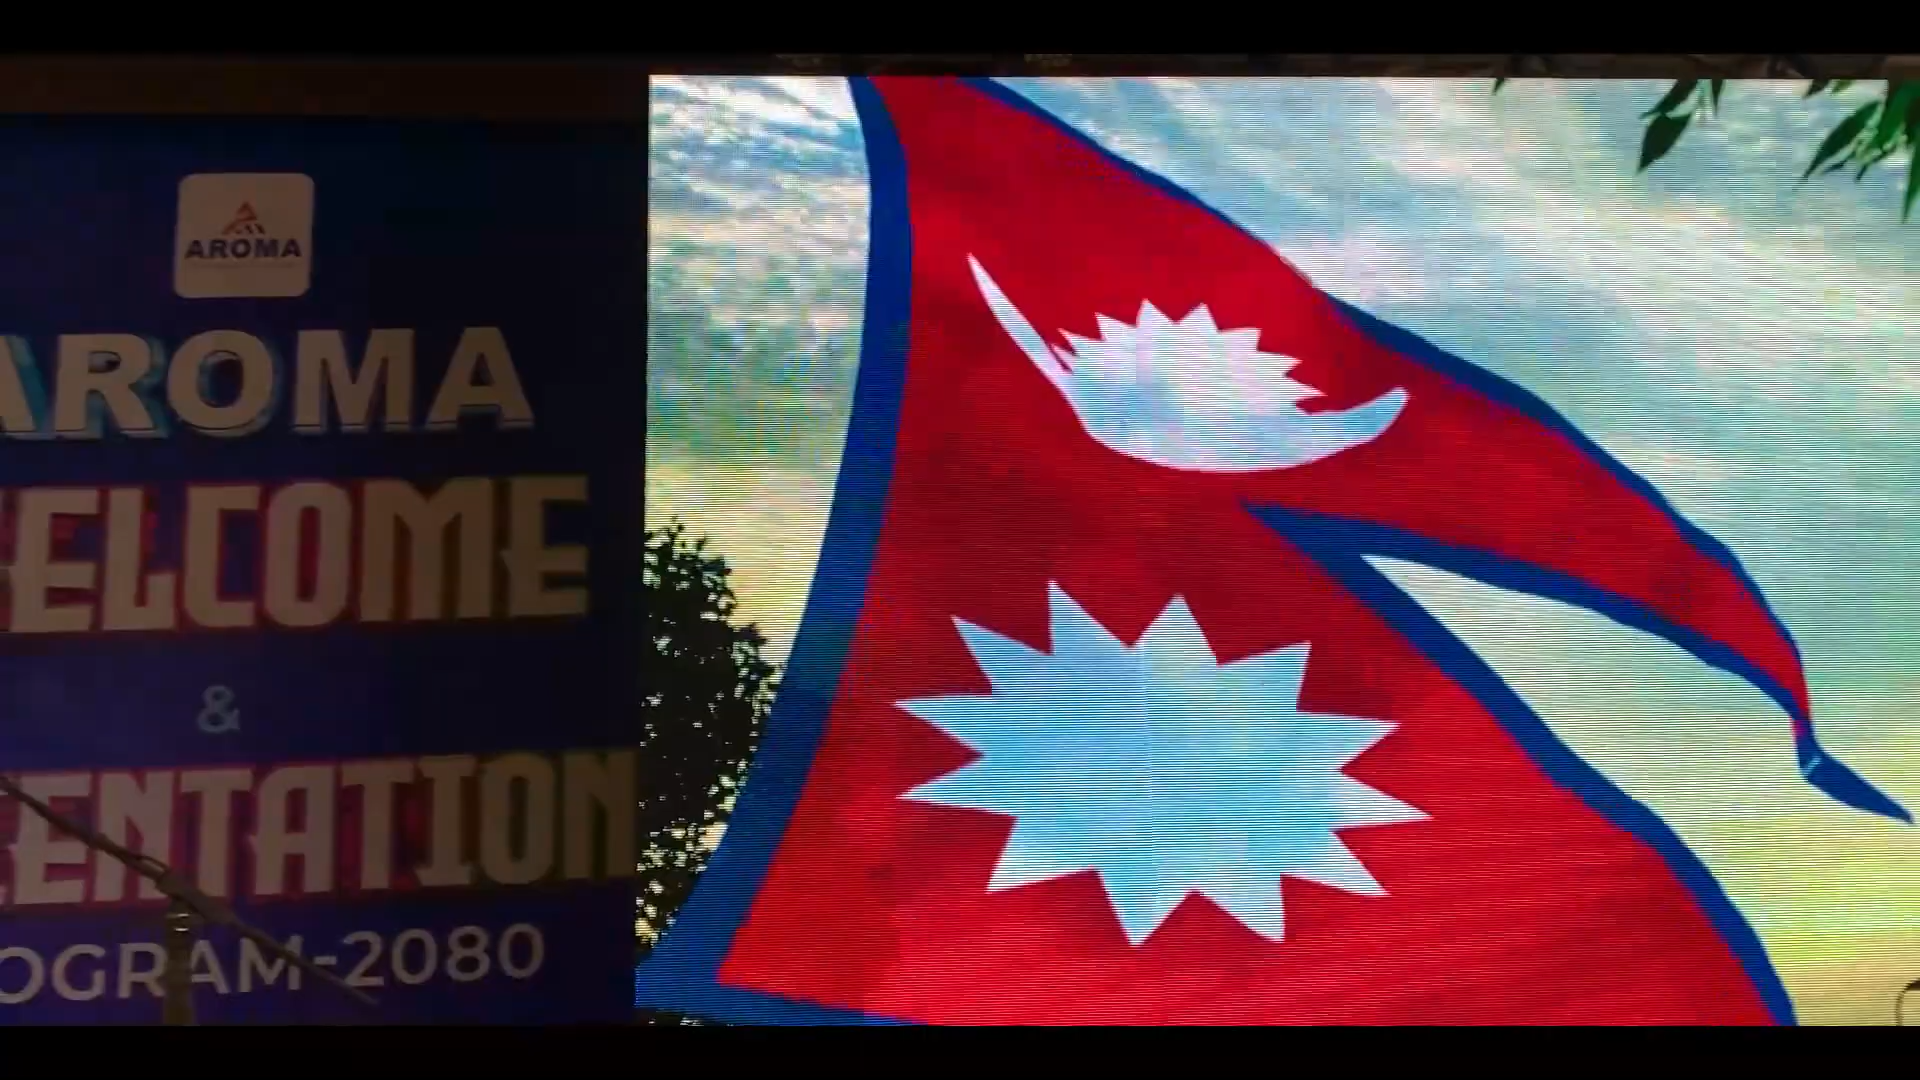 AROMA
AROMA
ELCOME
&
ENTATION
OGRAM-2080